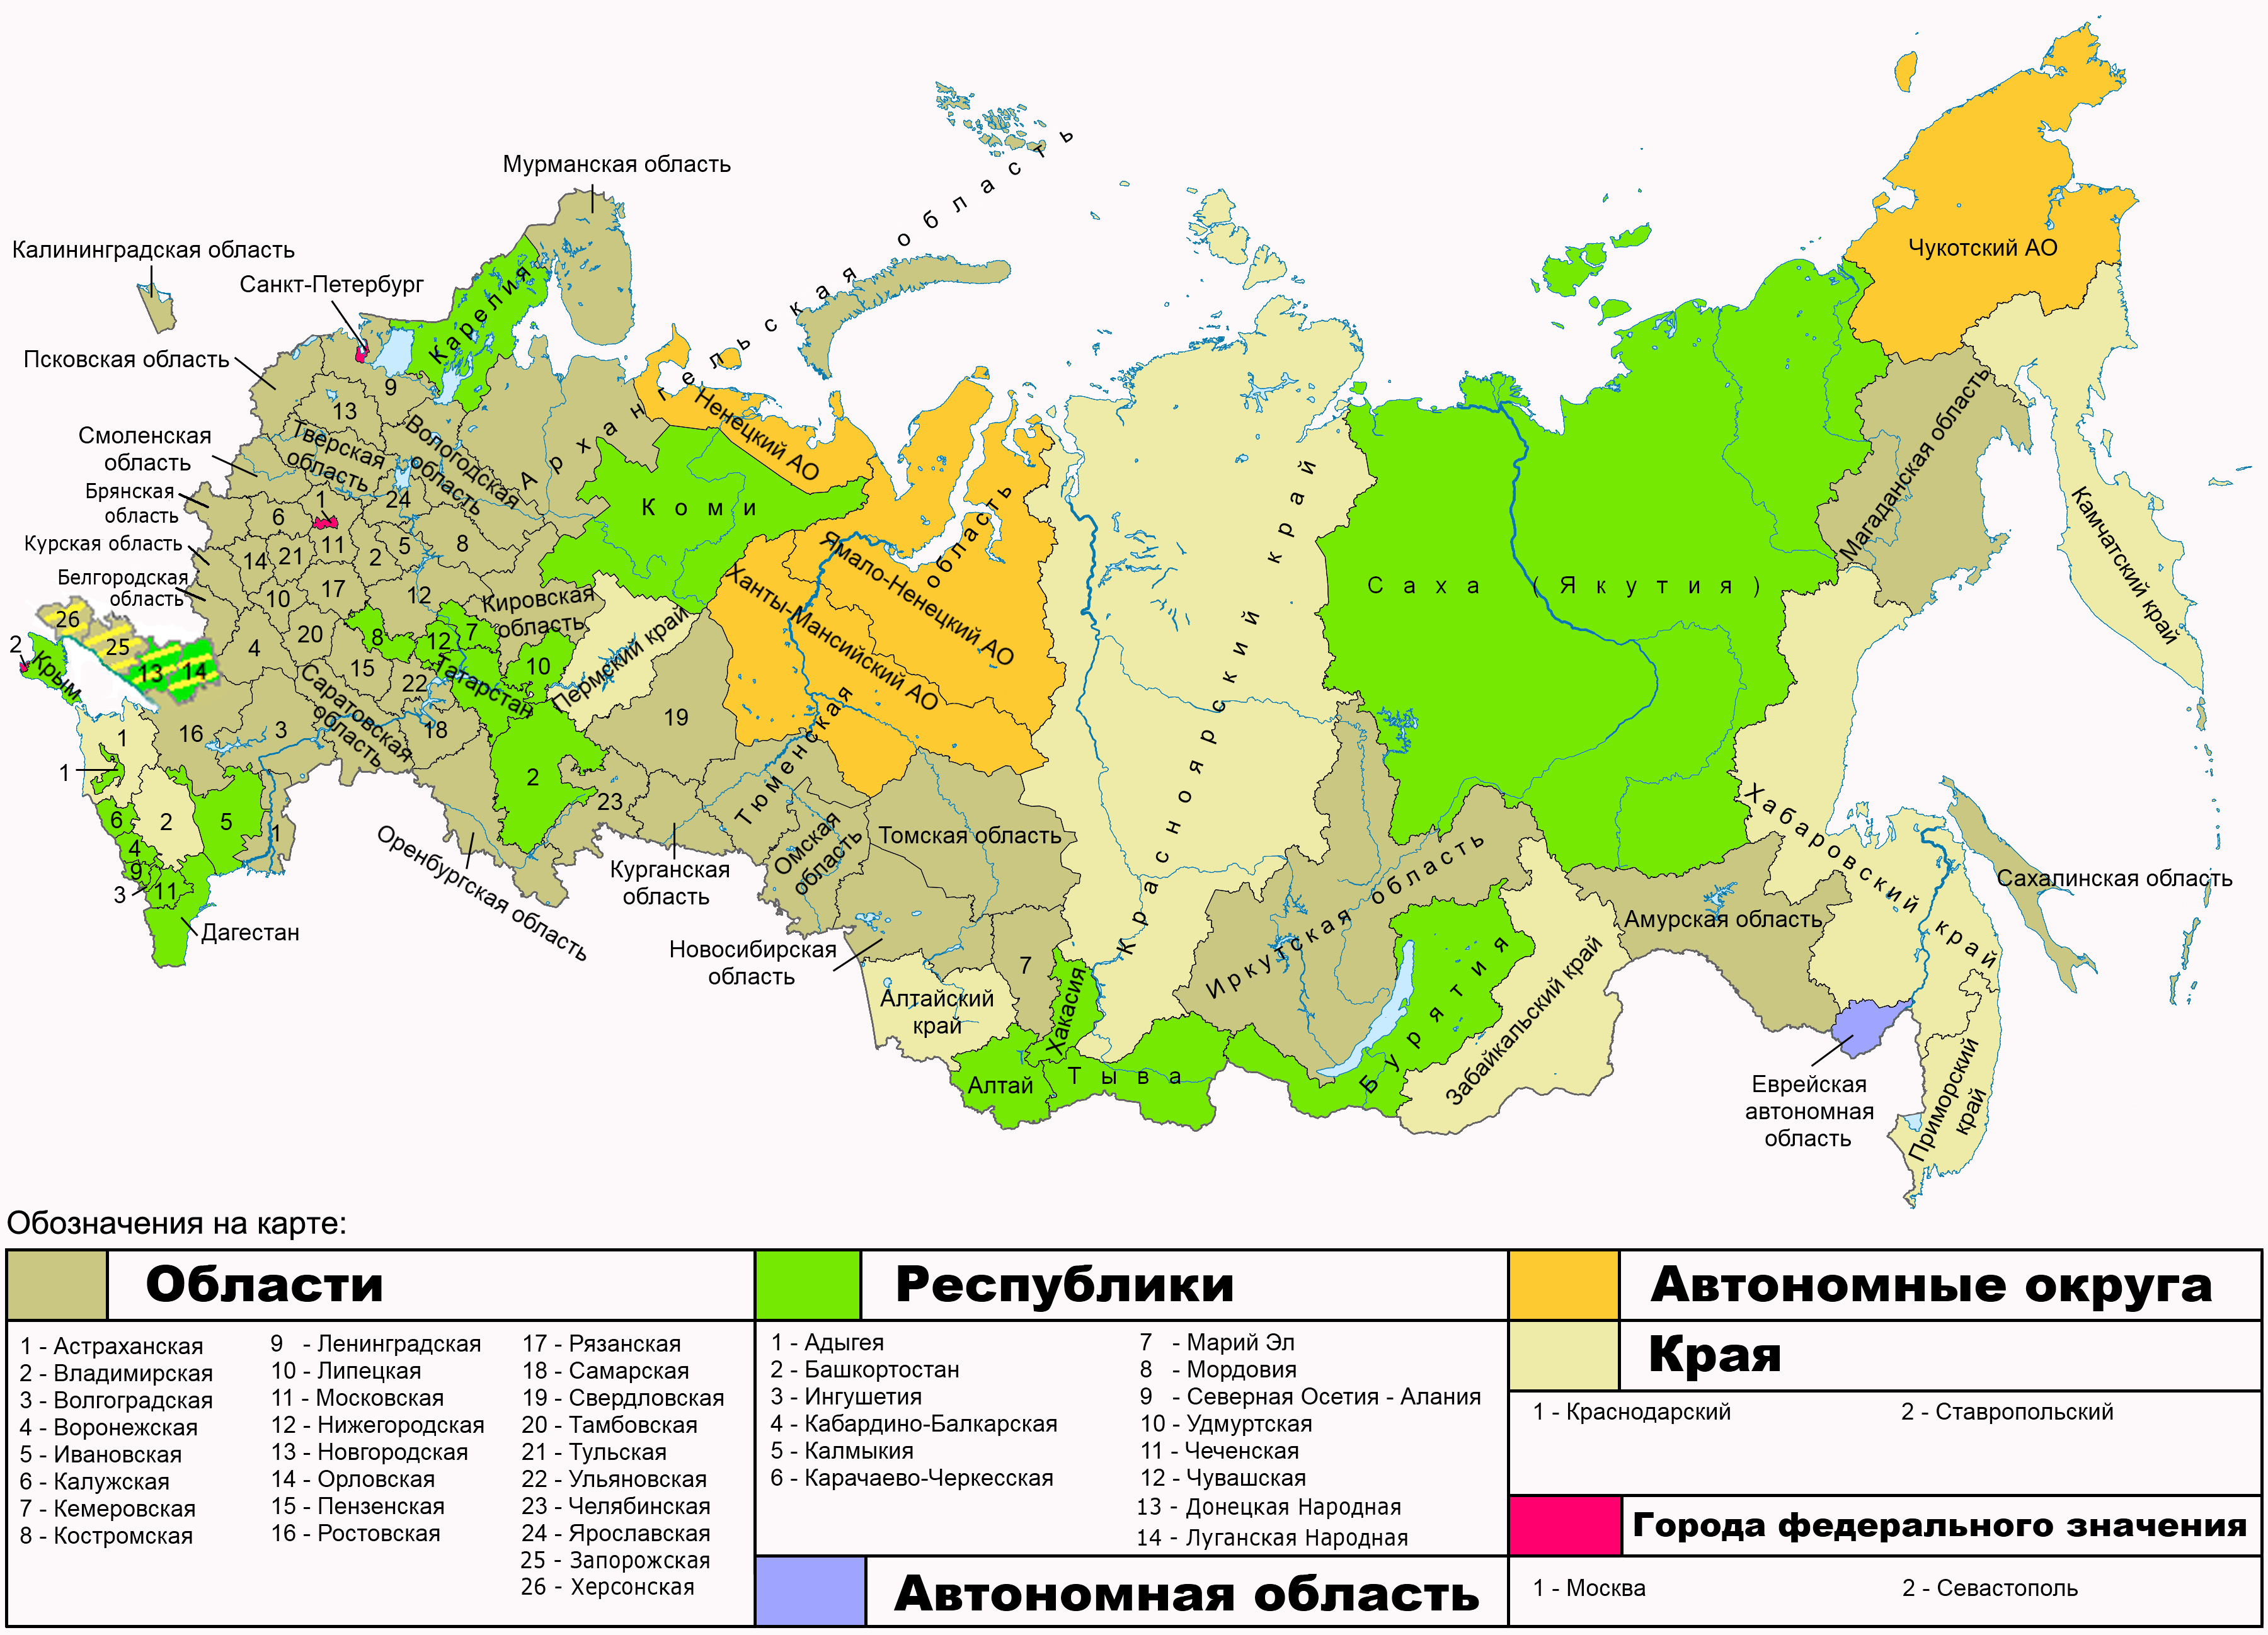 Мурманская область
Калининградская область
Санкт-Петербург
Псковская область
Смоленская
область
Брянская
область
Курская область
Белгородская
область
Карелия
Архангельская область
Ненецкий АО
Коми
Вологодская
область
Тверская
область
9
13
1
24
6
14
21
11
2
5
8
10
17
12
Кировская
область
26
25
13
14
2
Крым
4
20
8
12
7
10
15
22
Татарстан
Саратовская
область
Пермский край
19
16
3
18
1
1
2
23
6
2
5
1
4
9
3
11
Дагестан
Оренбургская область
Курганская
область
Ханты-Мансийский АО
Ямало-Ненецкий АО
Тюменская область
Омская
область
Томская область
Новосибирская
область
Алтайский
край
7
Хакасия
Алтай
Тыва
Красноярский край
Иркутская область
Бурятия
Забайкальский край
Саха (Якутия)
Чукотский АО
Магаданская область
Камчатский край
Хабаровский край
Амурская область
Сахалинская область
Еврейская
автономная
область
Приморский
край
Обозначения на карте:
Области
1 - Астраханская
2 - Владимирская
3 - Волгоградская
4 - Воронежская
5 - Ивановская
6 - Калужская
7 - Кемеровская
8 - Костромская
9 - Ленинградская
10 - Липецкая
11 - Московская
12 - Нижегородская
13 - Новгородская
14 - Орловская
15 - Пензенская
16 - Ростовская
17 - Рязанская
18 - Самарская
19 - Свердловская
20 - Тамбовская
21 - Тульская
22 - Ульяновская
23 - Челябинская
24 - Ярославская
25 - Запорожская
26 - Херсонская
Республики
1 - Адыгея
2 - Башкортостан
3 - Ингушетия
4 - Кабардино-Балкарская
5 - Калмыкия
6 - Карачаево-Черкесская
7 - Марий Эл
8 - Мордовия
9 - Северная Осетия - Алания
10 - Удмуртская
11 - Чеченская
12 - Чувашская
13 - Донецкая Народная
14 - Луганская Народная
Автономная область
Автономные округа
Края
1 - Краснодарский
2 - Ставропольский
Города федерального значения
1 - Москва
2 - Севастополь